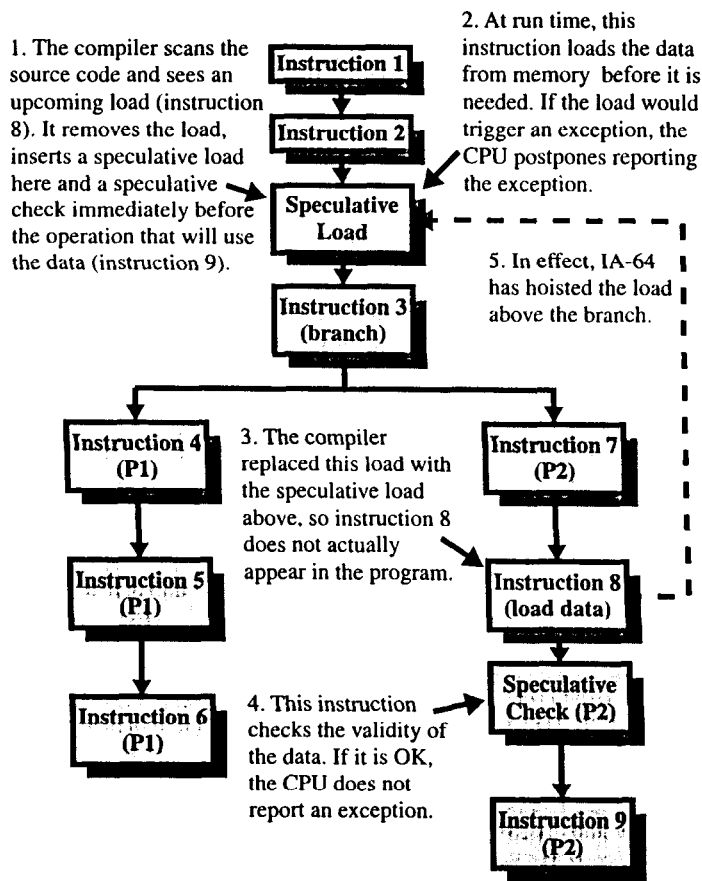 1. The compiler scans the
source code and sees an
upcoming load (instruction
8). It removes the load,
inserts a speculative load
here and a speculative
check immediately before
the operation that will use
the data (instruction 9).
Instruction 1
Instruction 2
Speculative
Load
2. At run time, this
instruction loads the data
from memory before it is
needed. If the load would
trigger an exception, the
CPU postpones reporting
the exception.
Instruction 3
(branch)
5. In effect, IA-64
has hoisted the load
above the branch.
Instruction 4
(P1)
Instruction 5
(P1)
Instruction 6
(P1)
3. The compiler
replaced this load with
the speculative load
above, so instruction 8
does not actually
appear in the program.
Instruction 7
(P2)
Instruction 8
(load data)
4. This instruction
checks the validity of
the data. If it is OK,
the CPU does not
report an exception.
Speculative
Check (P2)
Instruction 9
(P2)